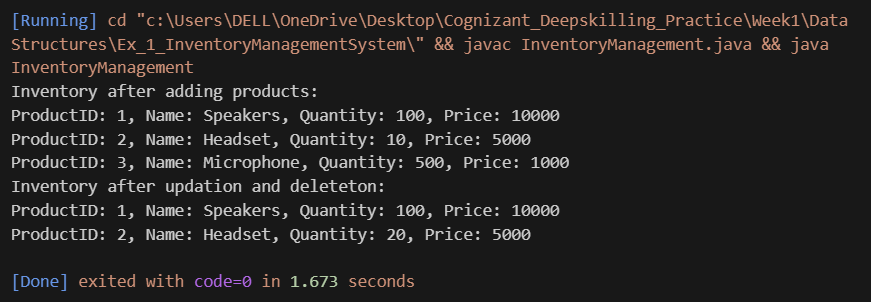 [Running] cd "c:\Users\DELL\OneDrive\Desktop\Cognizant_Deepskilling_Practice\Week1\Data
Structures\Ex_1_InventoryManagementSystem\" && javac InventoryManagement.java && java
InventoryManagement
Inventory after adding products:
ProductID: 1, Name: Speakers, Quantity: 100, Price: 10000
ProductID: 2, Name: Headset, Quantity: 10, Price: 5000
ProductID: 3, Name: Microphone, Quantity: 500, Price: 1000
Inventory after updation and deleteton:
ProductID: 1, Name: Speakers, Quantity: 100, Price: 10000
ProductID: 2, Name: Headset, Quantity: 20, Price: 5000
[Done] exited with code=0 in 1.673 seconds